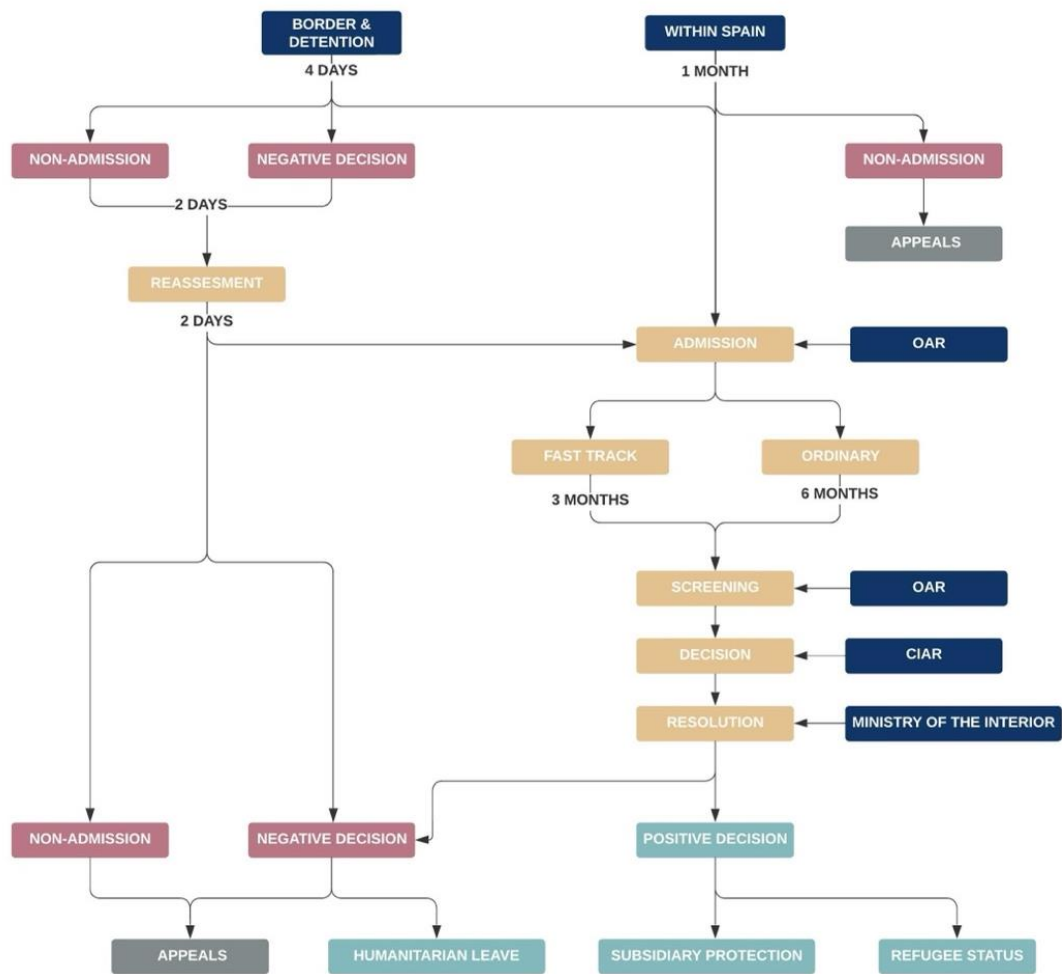 BORDER &
DETENTION
WITHIN SPAIN
4 DAYS
1 MONTH
NON-ADMISSION
NEGATIVE DECISION
NON-ADMISSION
2 DAYS
APPEALS
REASSESMENT
2 DAYS
ADMISSION
OAR
FAST TRACK
ORDINARY
3 MONTHS
6 MONTHS
SCREENING
OAR
DECISION
CIAR
RESOLUTION
MINISTRY OF THE INTERIOR
NON-ADMISSION
NEGATIVE DECISION
POSITIVE DECISION
APPEALS
HUMANITARIAN LEAVE
SUBSIDIARY PROTECTION
REFUGEE STATUS